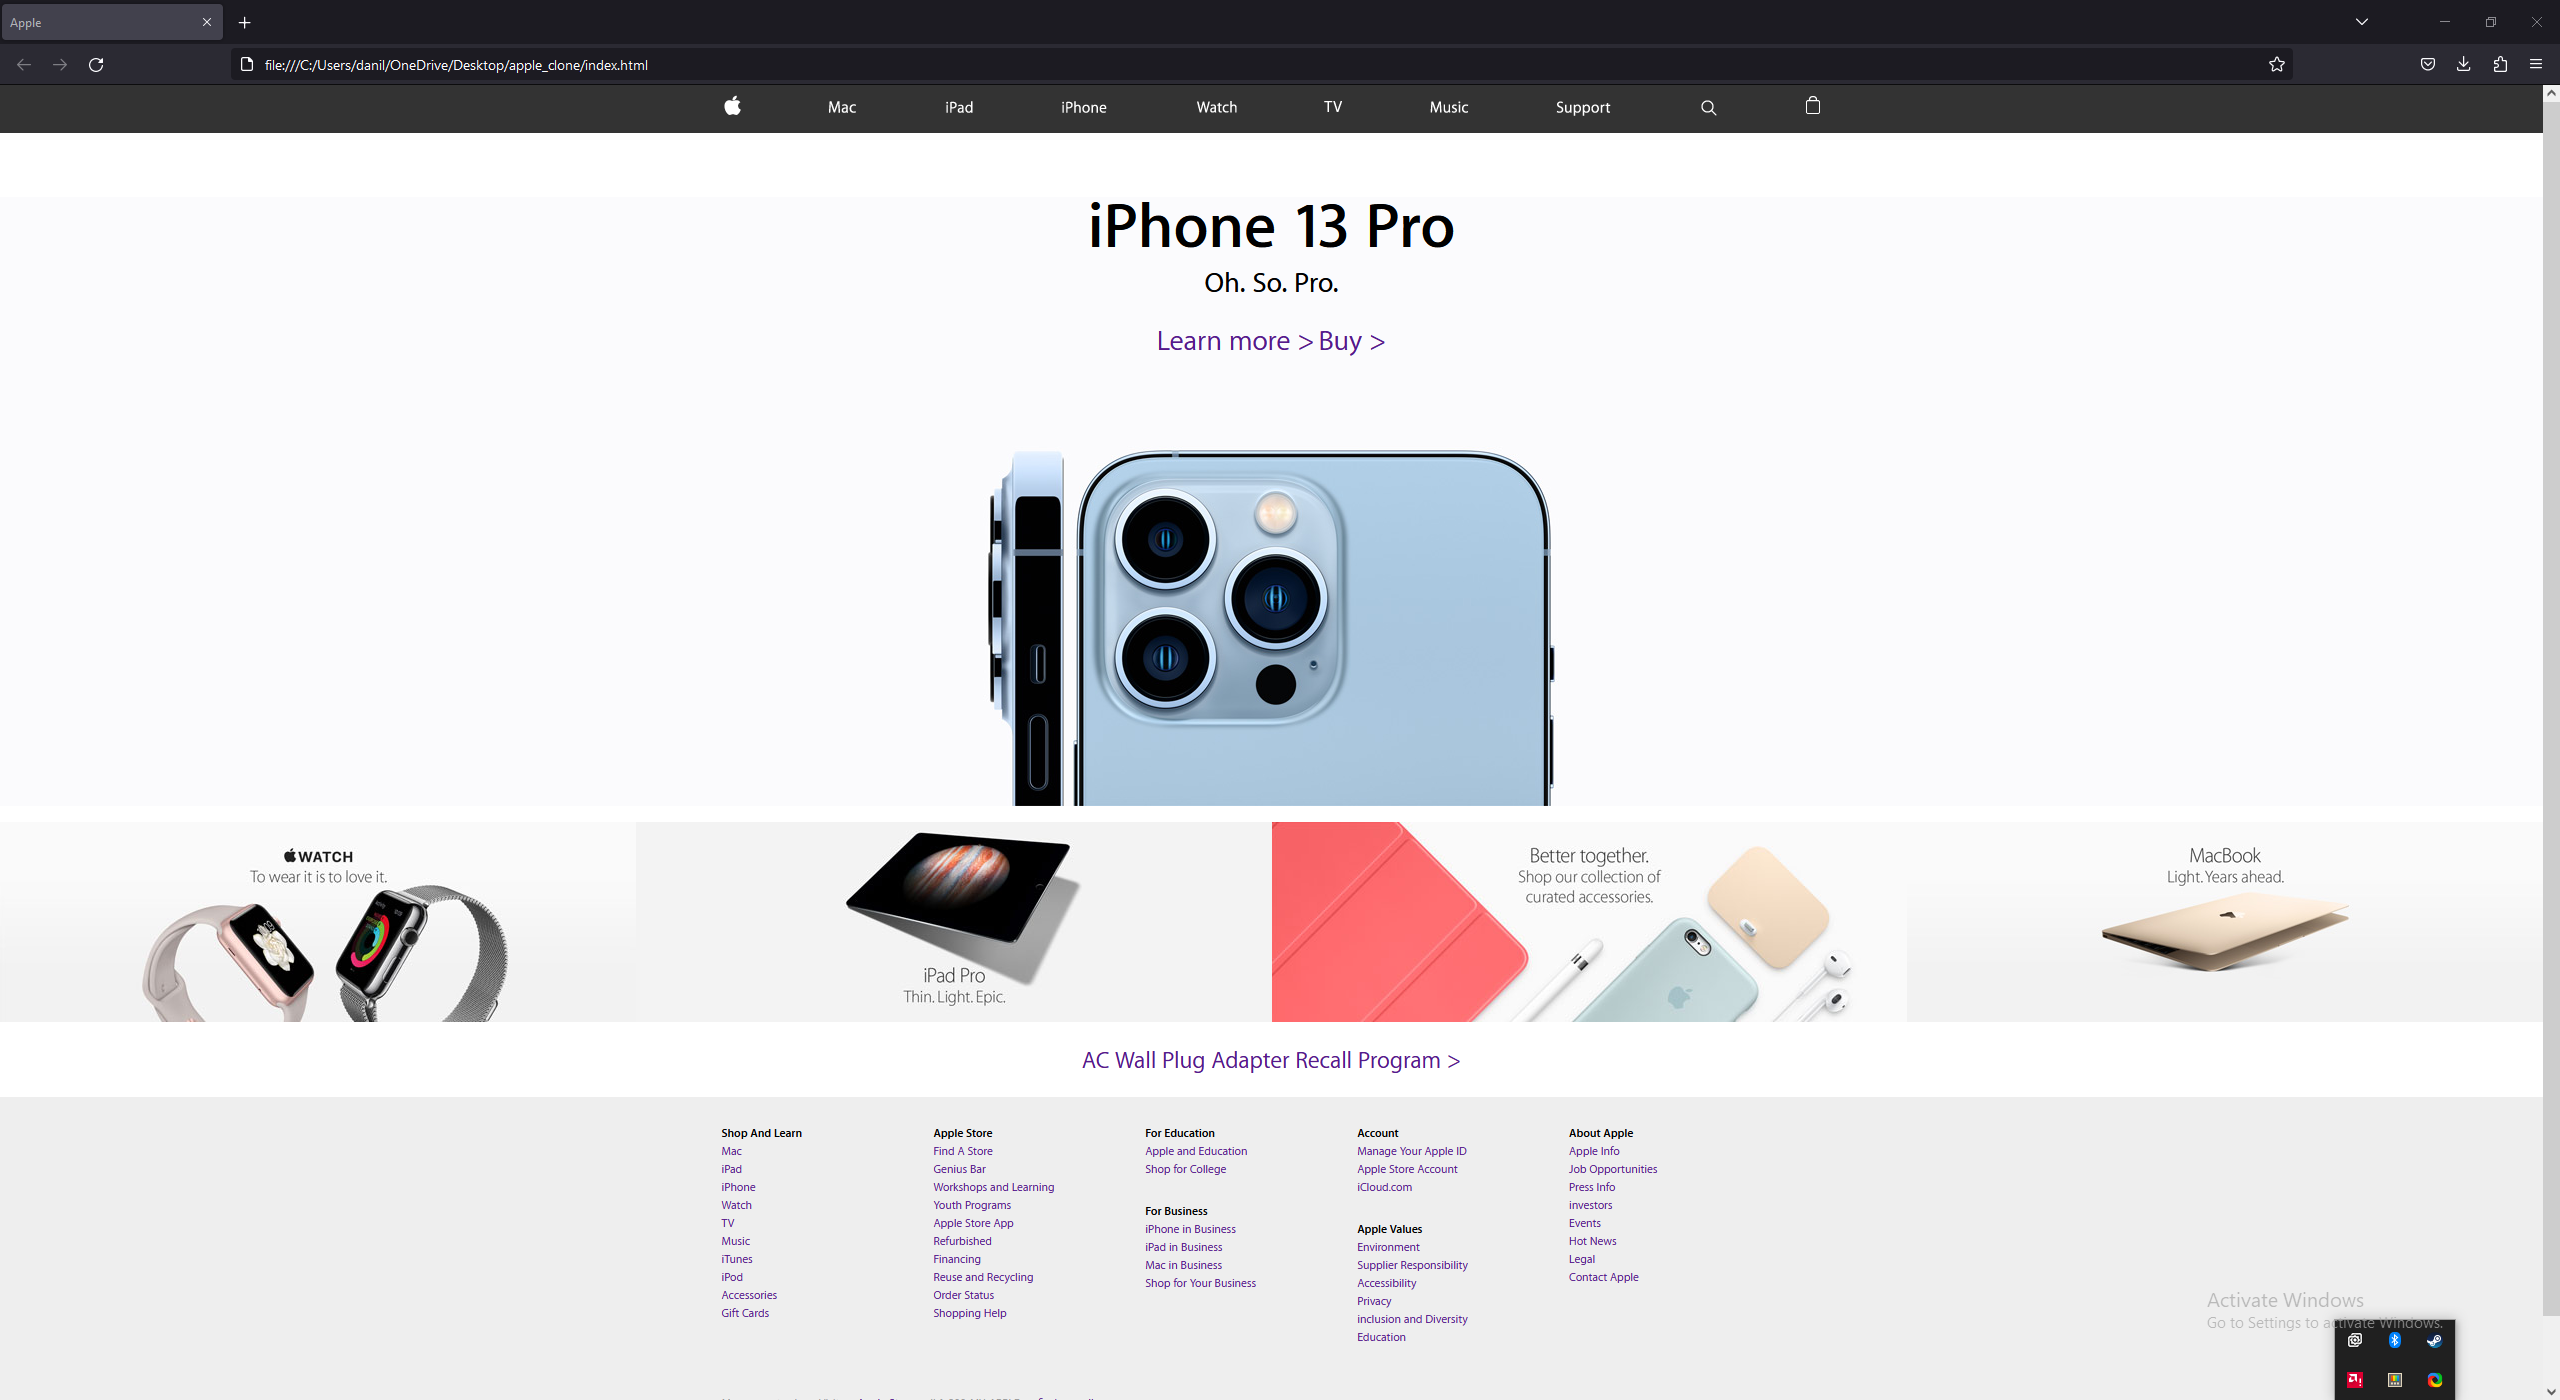 Apple
file:///C:/Users/danil/OneDrive/Desktop/apple_clone/index.html
Mac iPad iPhone Watch TV Music Support
iPhone 13 Pro
Oh. So. Pro.
Learn more > Buy >
WATCH
To wear it is to love it.
iPad Pro
Thin. Light. Epic.
Better together.
Shop our collection of
curated accessories.
MacBook
Light. Years ahead.
AC Wall Plug Adapter Recall Program >
Shop And Learn
Mac
iPad
iPhone
Watch
TV
Music
iTunes
iPod
Accessories
Gift Cards
Apple Store
Find A Store
Genius Bar
Workshops and Learning
Youth Programs
Apple Store App
Refurbished
Financing
Reuse and Recycling
Order Status
Shopping Help
For Education
Apple and Education
Shop for College
For Business
iPhone in Business
iPad in Business
Mac in Business
Shop for Your Business
Account
Manage Your Apple ID
Apple Store Account
iCloud.com
Apple Values
Environment
Supplier Responsibility
Accessibility
Privacy
inclusion and Diversity
Education
About Apple
Apple Info
Job Opportunities
Press Info
investors
Events
Hot News
Legal
Contact Apple
Activate Windows
Go to Settings to activate Windows.